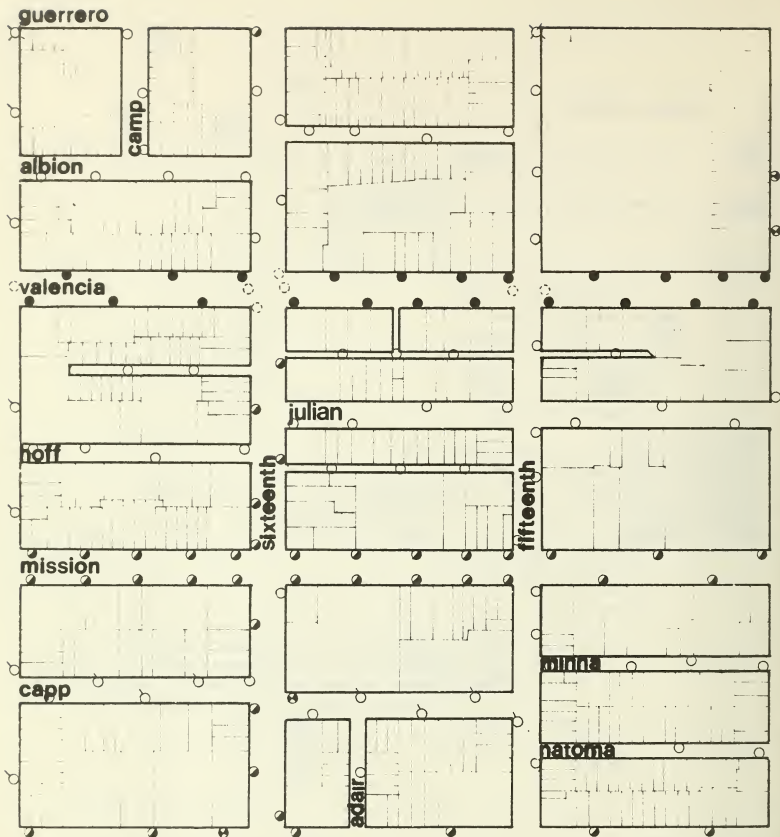 guerrero
camp
albion
valencia
julian
hoff
sixteenth
fifteenth
mission
minna
capp
natoma
adair